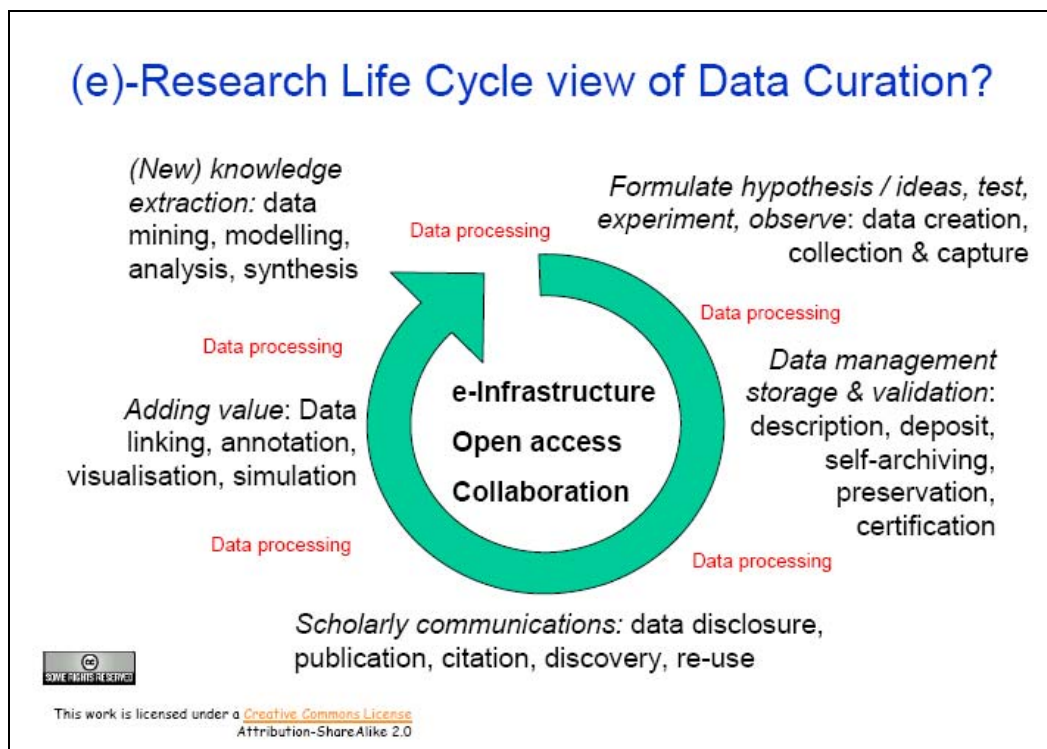 (e)-Research Life Cycle view of Data Curation?
(New) knowledge
extraction: data
mining, modelling,
analysis, synthesis
Data processing
Formulate hypothesis / ideas, test,
experiment, observe: data creation,
collection & capture
Data processing
Data management
storage & validation:
description, deposit,
self-archiving,
preservation,
certification
Data processing
Adding value: Data
linking, annotation,
visualisation, simulation
e-Infrastructure
Open access
Collaboration
Data processing
Data processing
Scholarly communications: data disclosure,
publication, citation, discovery, re-use
cc
SOME RIGHTS RESERVED
This work is licensed under a Creative Commons License
Attribution-ShareAlike 2.0